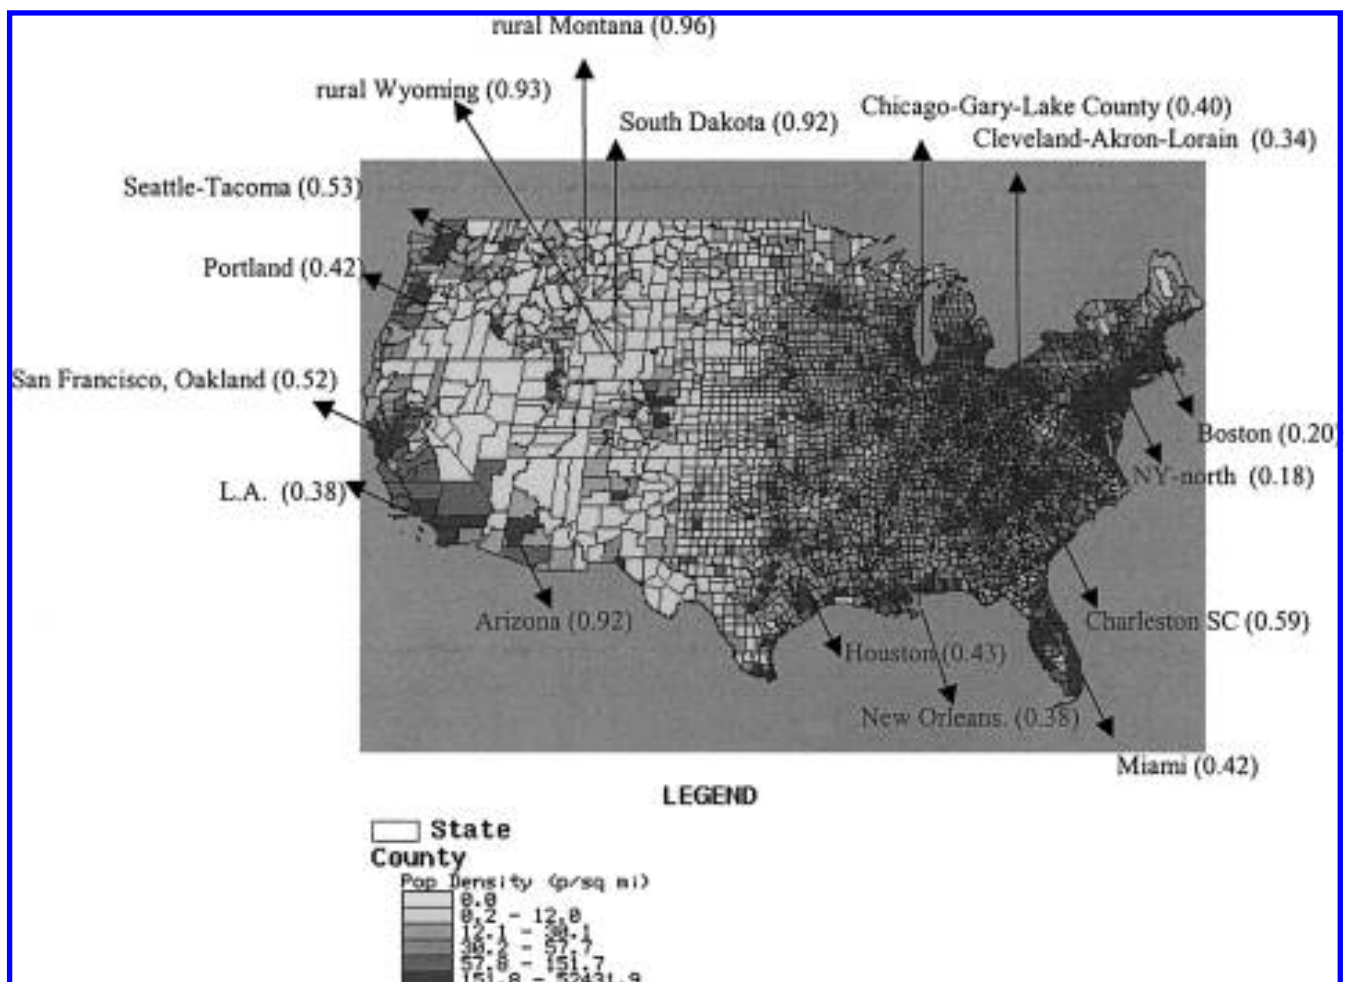 rural Montana (0.96)
rural Wyoming (0.93)
South Dakota (0.92)
Chicago-Gary-Lake County (0.40)
Cleveland-Akron-Lorain (0.34)
Seattle-Tacoma (0.53)
Portland (0.42)
San Francisco, Oakland (0.52)
L.A. (0.38)
Boston (0.20)
NY-north (0.18)
Arizona (0.92)
Charleston SC (0.59)
Houston (0.43)
New Orleans. (0.38)
Miami (0.42)
LEGEND
State
County
Pop Density (p/sq mi)
0.0
0.2 - 12.0
12.1 - 30.1
30.2 - 57.7
57.8 - 151.7
151.8 - 52431.9